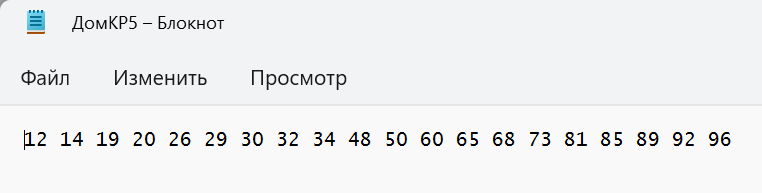 ДомКР5 – Блокнот
Файл Изменить Просмотр
12 14 19 20 26 29 30 32 34 48 50 60 65 68 73 81 85 89 92 96